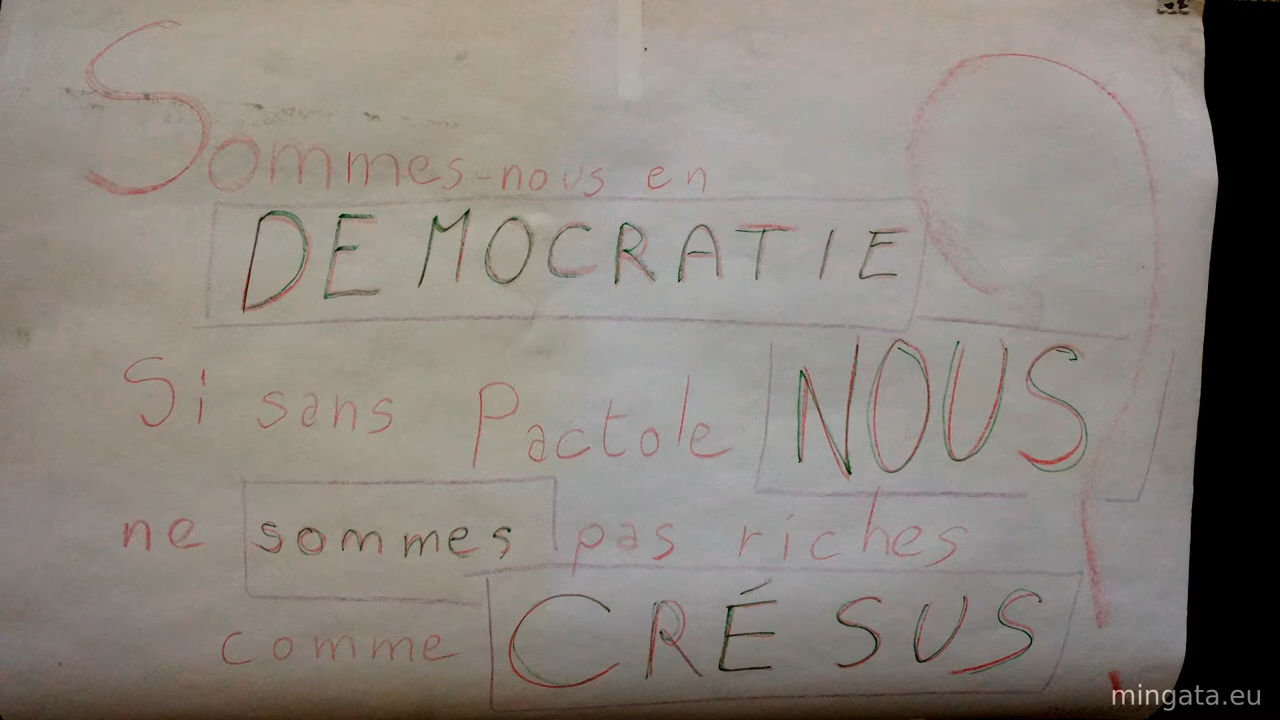 Sommes-nous en
DEMOCRATIE
Si sans Pactole NOUS
ne sommes pas riches
comme CRÉSUS ?
mingata.eu